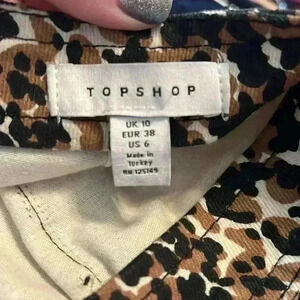 TOPSHOP
UK 10
EUR 38
US 6
Made in
Turkey
RN 125149